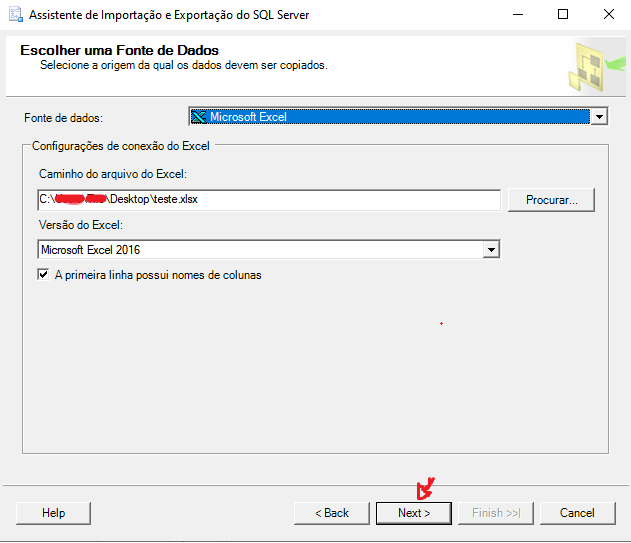 Assistente de Importação e Exportação do SQL Server
Escolher uma Fonte de Dados
Selecione a origem da qual os dados devem ser copiados.
Fonte de dados:
Microsoft Excel
Configurações de conexão do Excel
Caminho do arquivo do Excel:
C:\ \Desktop\teste.xlsx
Procurar...
Versão do Excel:
Microsoft Excel 2016
A primeira linha possui nomes de colunas
Help
< Back
Next >
Finish >>|
Cancel